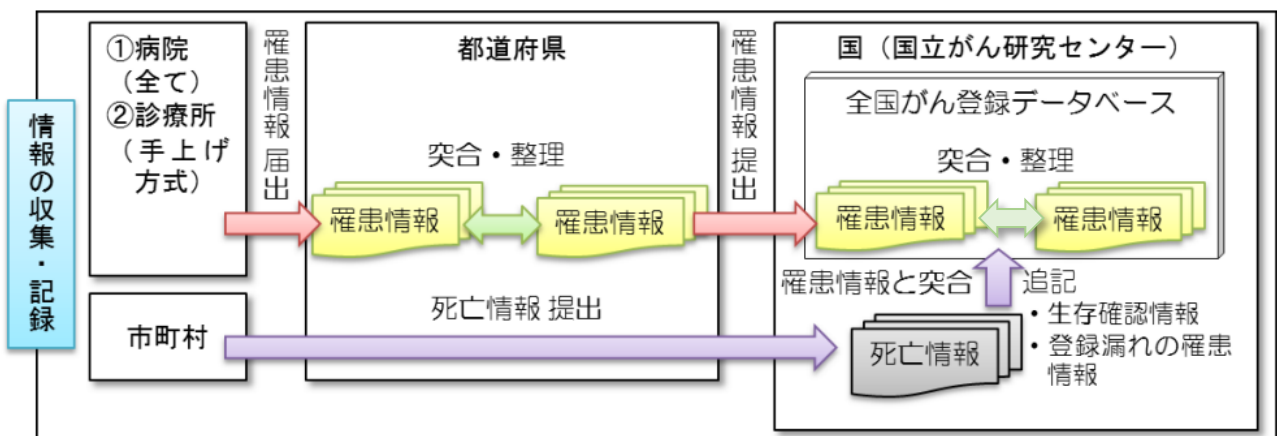 情報の収集・記録
①病院
(全て)
②診療所
(手上げ
方式)
市町村
罹患情報 届出
都道府県
突合・整理
罹患情報
罹患情報
死亡情報 提出
罹患情報 提出
国(国立がん研究センター)
全国がん登録データベース
突合・整理
罹患情報
罹患情報
罹患情報と突合
追記
・生存確認情報
・登録漏れの罹患
情報
死亡情報